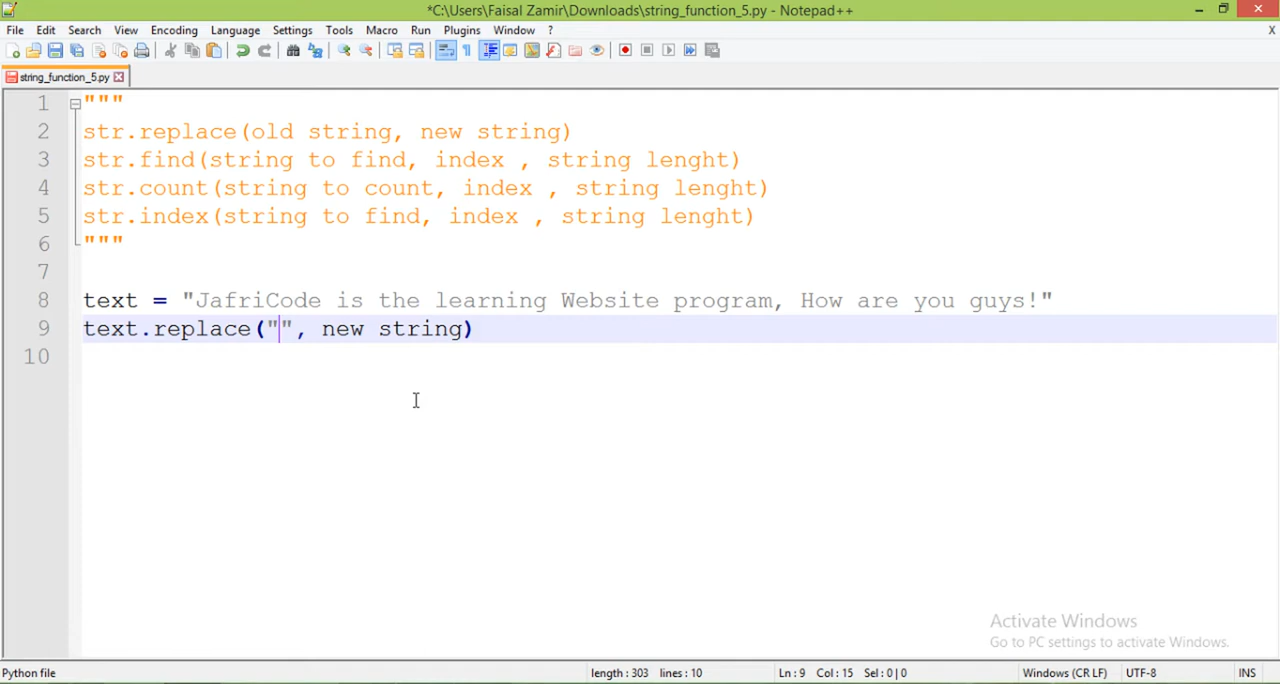 *C:\Users\Faisal Zamir\Downloads\string_function_5.py - Notepad++
File Edit Search View Encoding Language Settings Tools Macro Run Plugins Window ? X
string_function_5.py
1 """
2 str.replace(old string, new string)
3 str.find(string to find, index , string lenght)
4 str.count(string to count, index , string lenght)
5 str.index(string to find, index , string lenght)
6 """
7
8 text = "JafriCode is the learning Website program, How are you guys!"
9 text.replace("", new string)
10
Activate Windows
Go to PC settings to activate Windows.
Python file length : 303 lines : 10 Ln : 9 Col : 15 Sel : 0 | 0 Windows (CR LF) UTF-8 INS